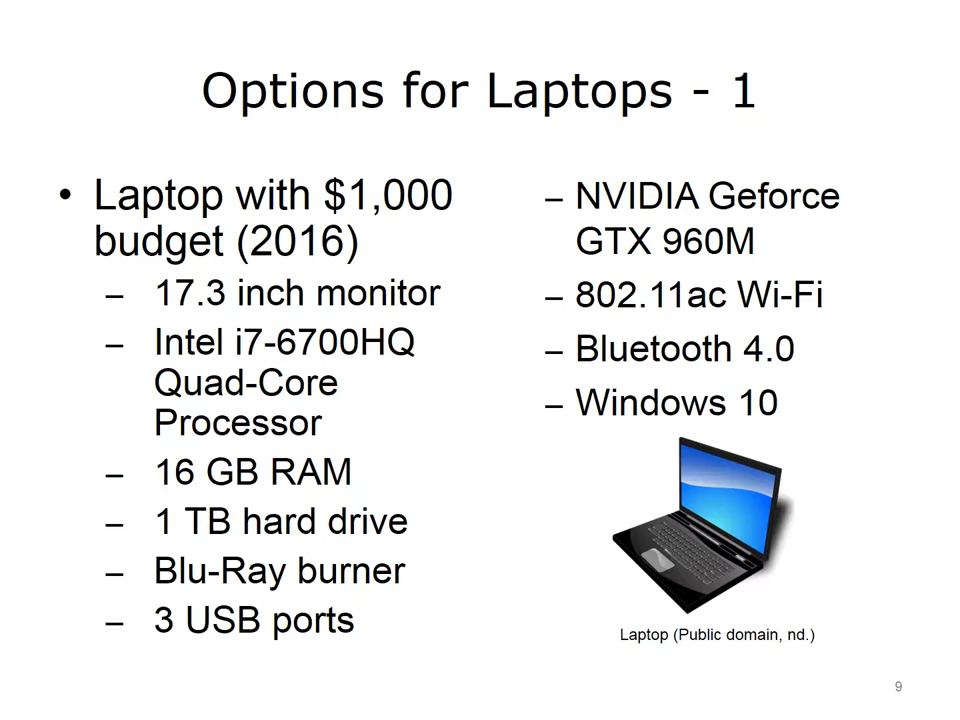 Options for Laptops - 1
• Laptop with $1,000
budget (2016)
– 17.3 inch monitor
– Intel i7-6700HQ
Quad-Core
Processor
– 16 GB RAM
– 1 TB hard drive
– Blu-Ray burner
– 3 USB ports
– NVIDIA Geforce
GTX 960M
– 802.11ac Wi-Fi
– Bluetooth 4.0
– Windows 10
Laptop (Public domain, nd.)
9